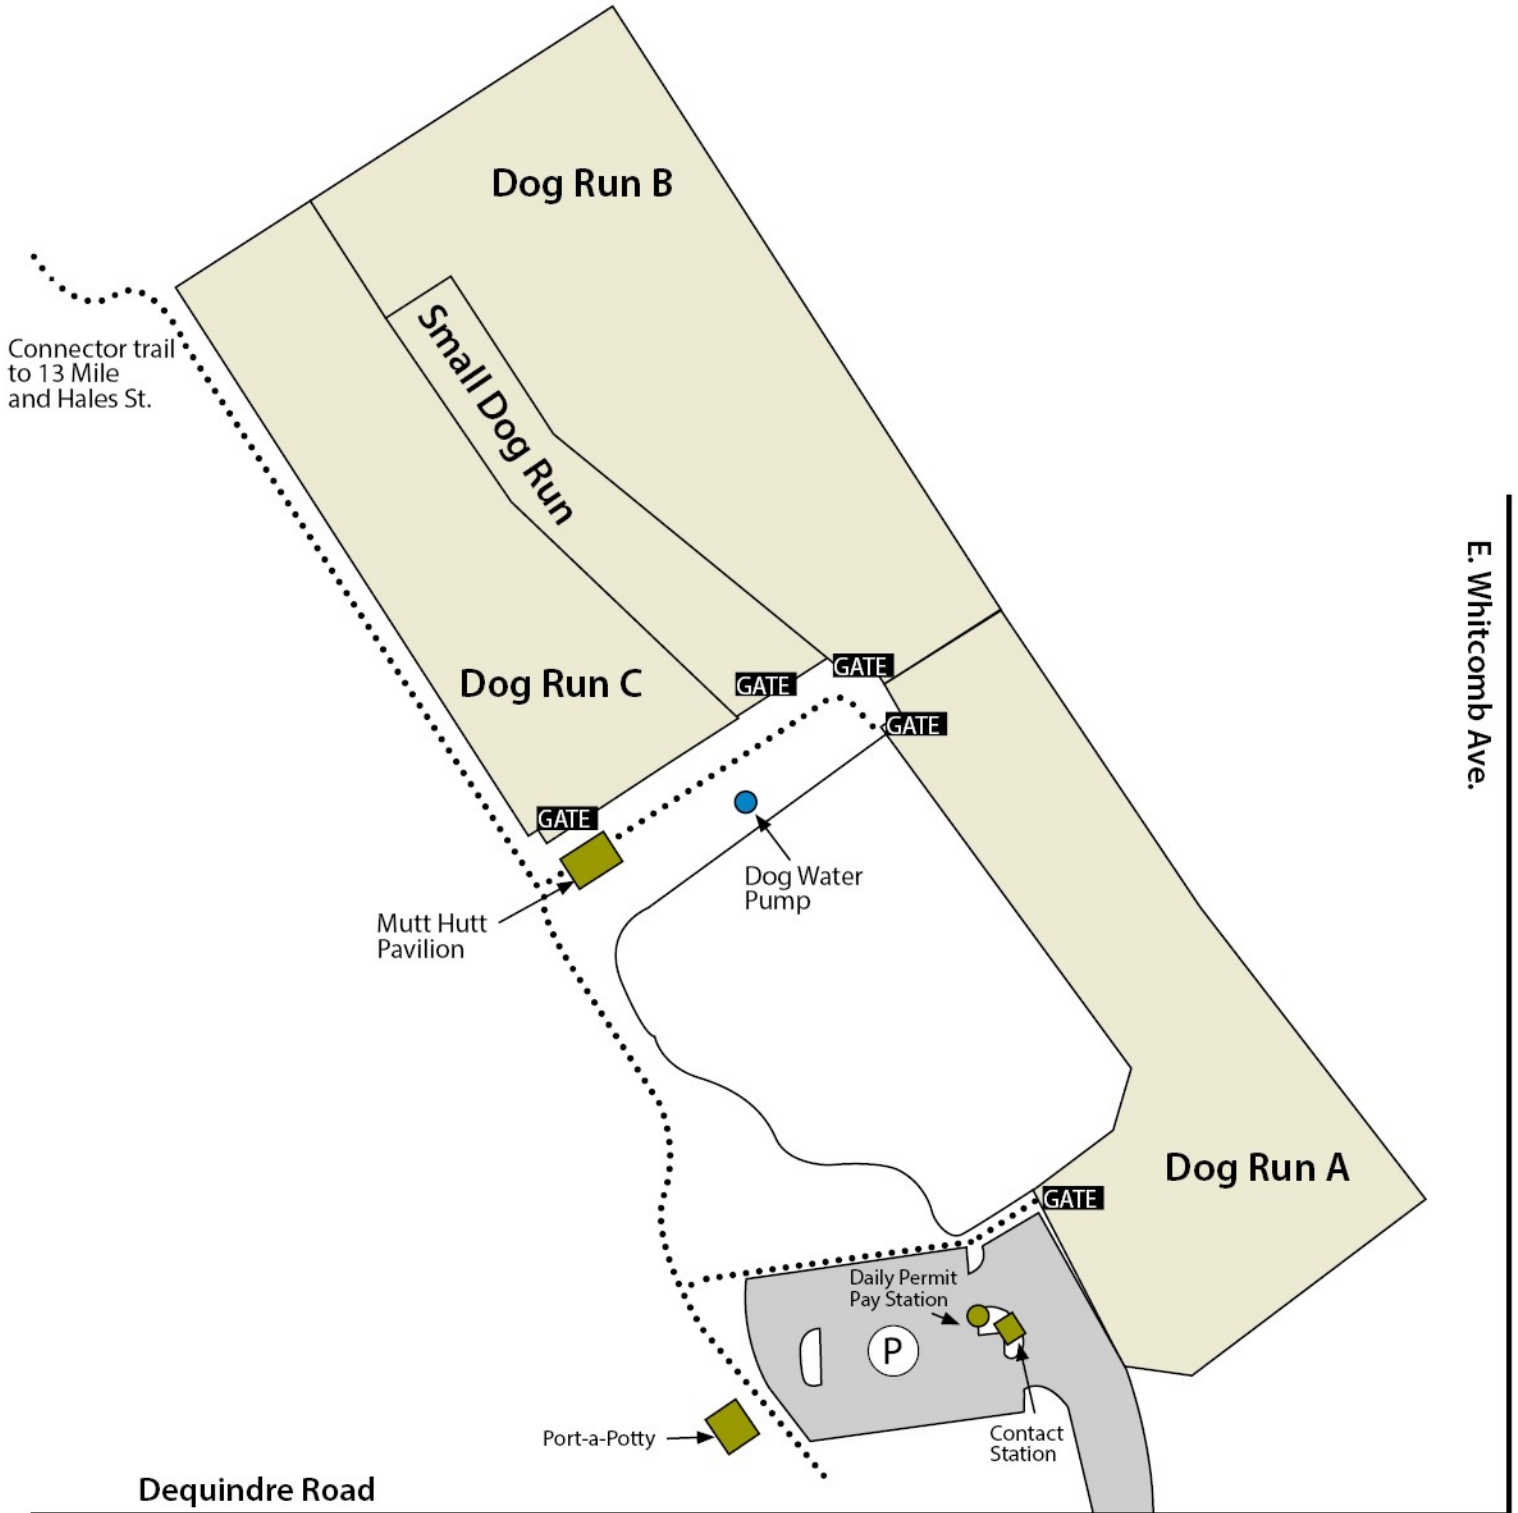 Dog Run B
Connector trail
to 13 Mile
and Hales St.
Small Dog Run
E. Whitcomb Ave.
Dog Run C
GATE
GATE
GATE
GATE
Dog Water
Pump
Mutt Hutt
Pavilion
Dog Run A
GATE
Daily Permit
Pay Station
P
Contact
Station
Port-a-Potty
Dequindre Road